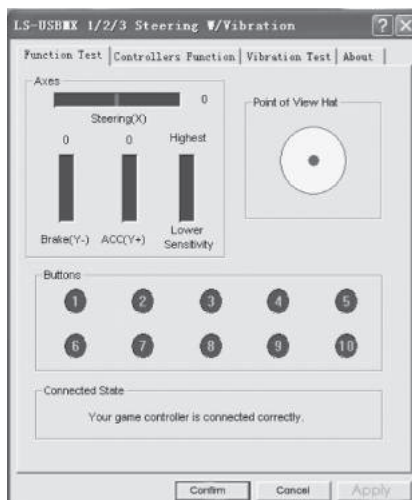 LS-USBMX 1/2/3 Steering W/Vibration
Function Test Controllers Function Vibration Test About
Axes
0
Steering(X)
Point of View Hat
0 0 Highest
Brake(Y-) ACC(Y+) Lower
Sensitivity
Buttons
1 2 3 4 5
6 7 8 9 10
Connected State
Your game controller is connected correctly.
Confirm Cancel Apply